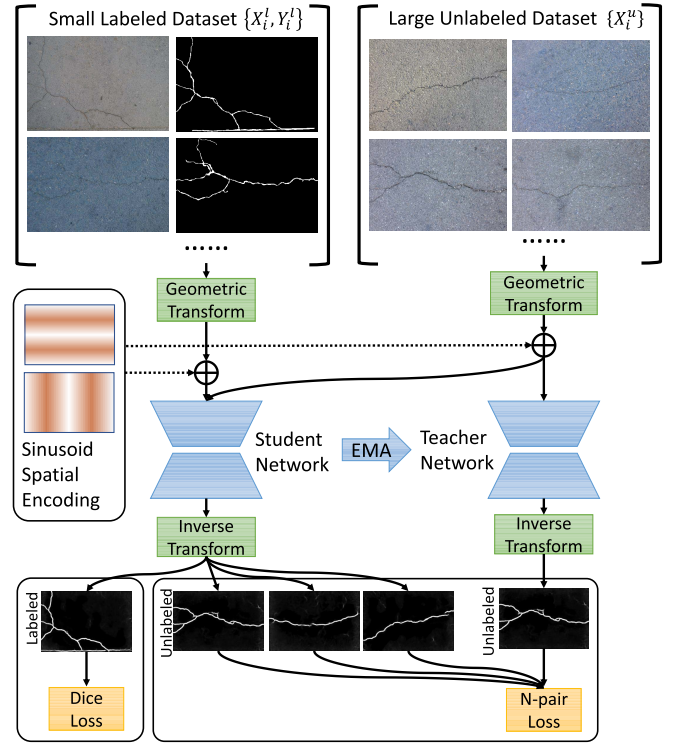 Small Labeled Dataset {X_i^l, Y_i^l}
Large Unlabeled Dataset {X_i^u}
......
......
Geometric
Transform
Geometric
Transform
Sinusoid
Spatial
Encoding
Student
Network
EMA
Teacher
Network
Inverse
Transform
Inverse
Transform
Labeled
Unlabeled
Unlabeled
Dice
Loss
N-pair
Loss